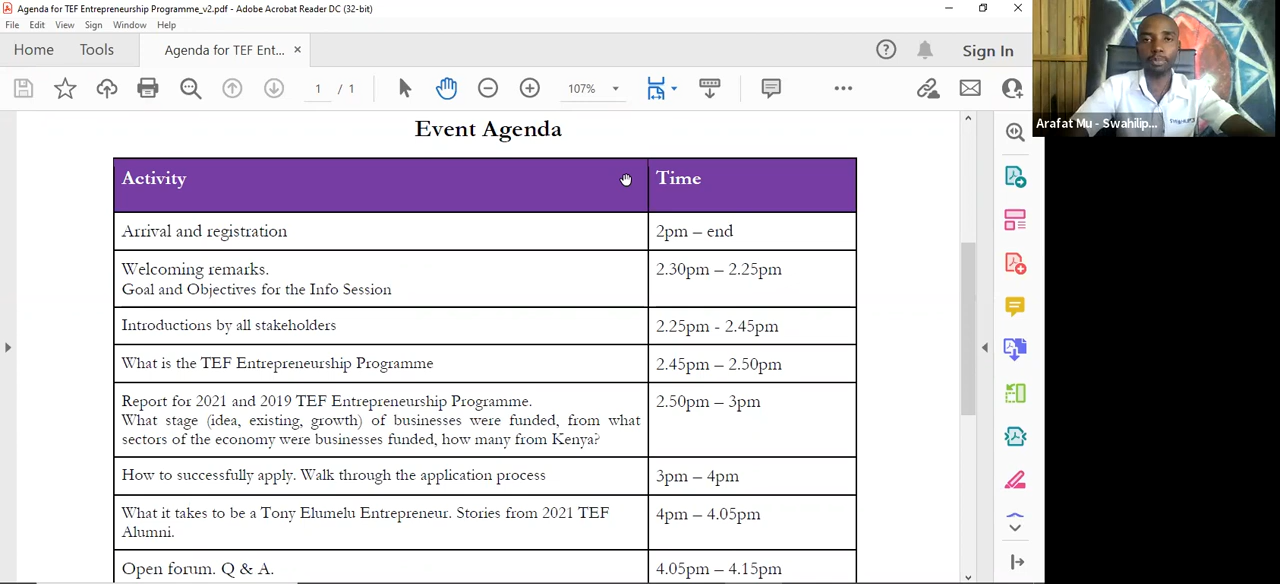 Agenda for TEF Entrepreneurship Programme_v2.pdf - Adobe Acrobat Reader DC (32-bit)
File Edit View Sign Window Help
Home Tools Agenda for TEF Ent... × Sign In
1 / 1 107%
Arafat Mu - Swahilip...
Event Agenda
Activity Time
Arrival and registration 2pm – end
Welcoming remarks. 2.30pm – 2.25pm
Goal and Objectives for the Info Session
Introductions by all stakeholders 2.25pm - 2.45pm
What is the TEF Entrepreneurship Programme 2.45pm – 2.50pm
Report for 2021 and 2019 TEF Entrepreneurship Programme. 2.50pm – 3pm
What stage (idea, existing, growth) of businesses were funded, from what
sectors of the economy were businesses funded, how many from Kenya?
How to successfully apply. Walk through the application process 3pm – 4pm
What it takes to be a Tony Elumelu Entrepreneur. Stories from 2021 TEF 4pm – 4.05pm
Alumni.
Open forum. Q & A. 4.05pm – 4.15pm